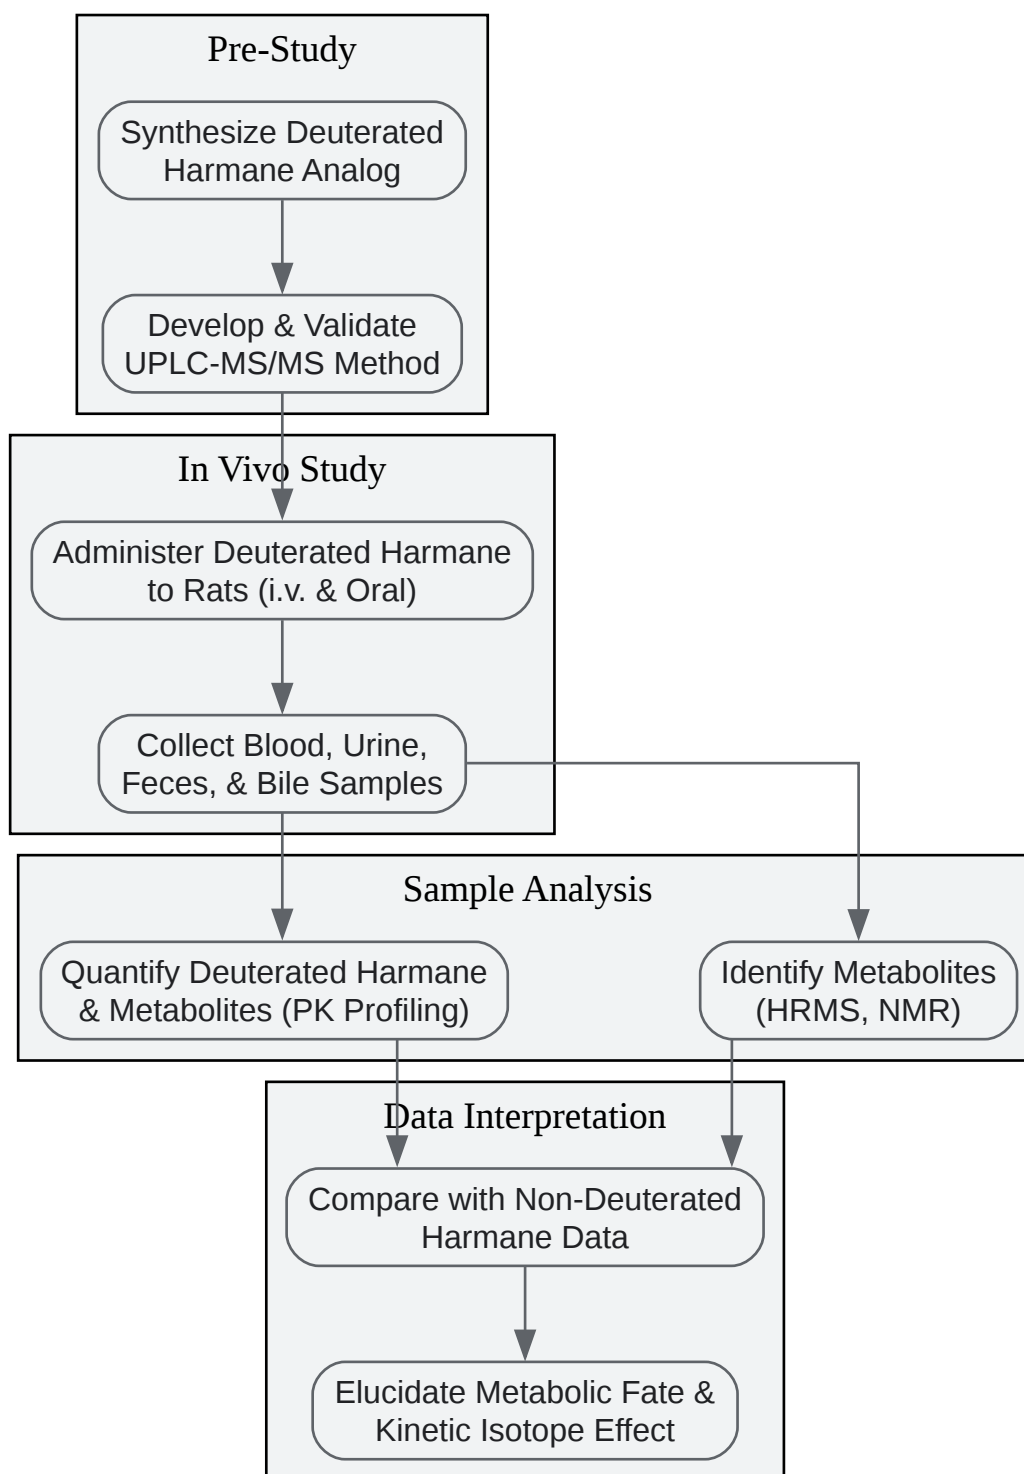 Pre-Study
Synthesize Deuterated
Harmane Analog
Develop & Validate
UPLC-MS/MS Method
In Vivo Study
Administer Deuterated Harmane
to Rats (i.v. & Oral)
Collect Blood, Urine,
Feces, & Bile Samples
Sample Analysis
Quantify Deuterated Harmane
& Metabolites (PK Profiling)
Identify Metabolites
(HRMS, NMR)
Data Interpretation
Compare with Non-Deuterated
Harmane Data
Elucidate Metabolic Fate &
Kinetic Isotope Effect